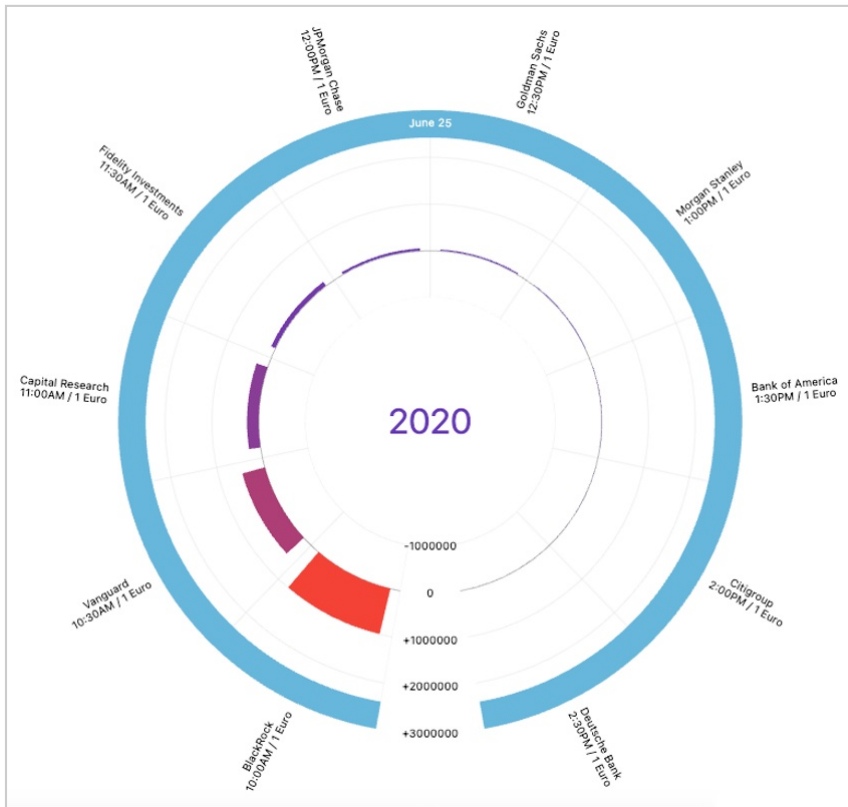 JPMorgan Chase
12:00PM / 1 Euro
Goldman Sachs
12:30PM / 1 Euro
June 25
Fidelity Investments
11:30AM / 1 Euro
Morgan Stanley
1:00PM / 1 Euro
Capital Research
11:00AM / 1 Euro
Bank of America
1:30PM / 1 Euro
2020
Vanguard
10:30AM / 1 Euro
Citigroup
2:00PM / 1 Euro
BlackRock
10:00AM / 1 Euro
Deutsche Bank
2:30PM / 1 Euro
-1000000
0
+1000000
+2000000
+3000000